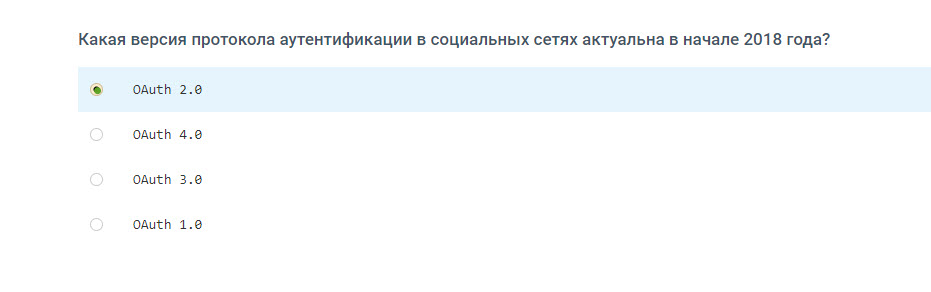 Какая версия протокола аутентификации в социальных сетях актуальна в начале 2018 года?
OAuth 2.0
OAuth 4.0
OAuth 3.0
OAuth 1.0